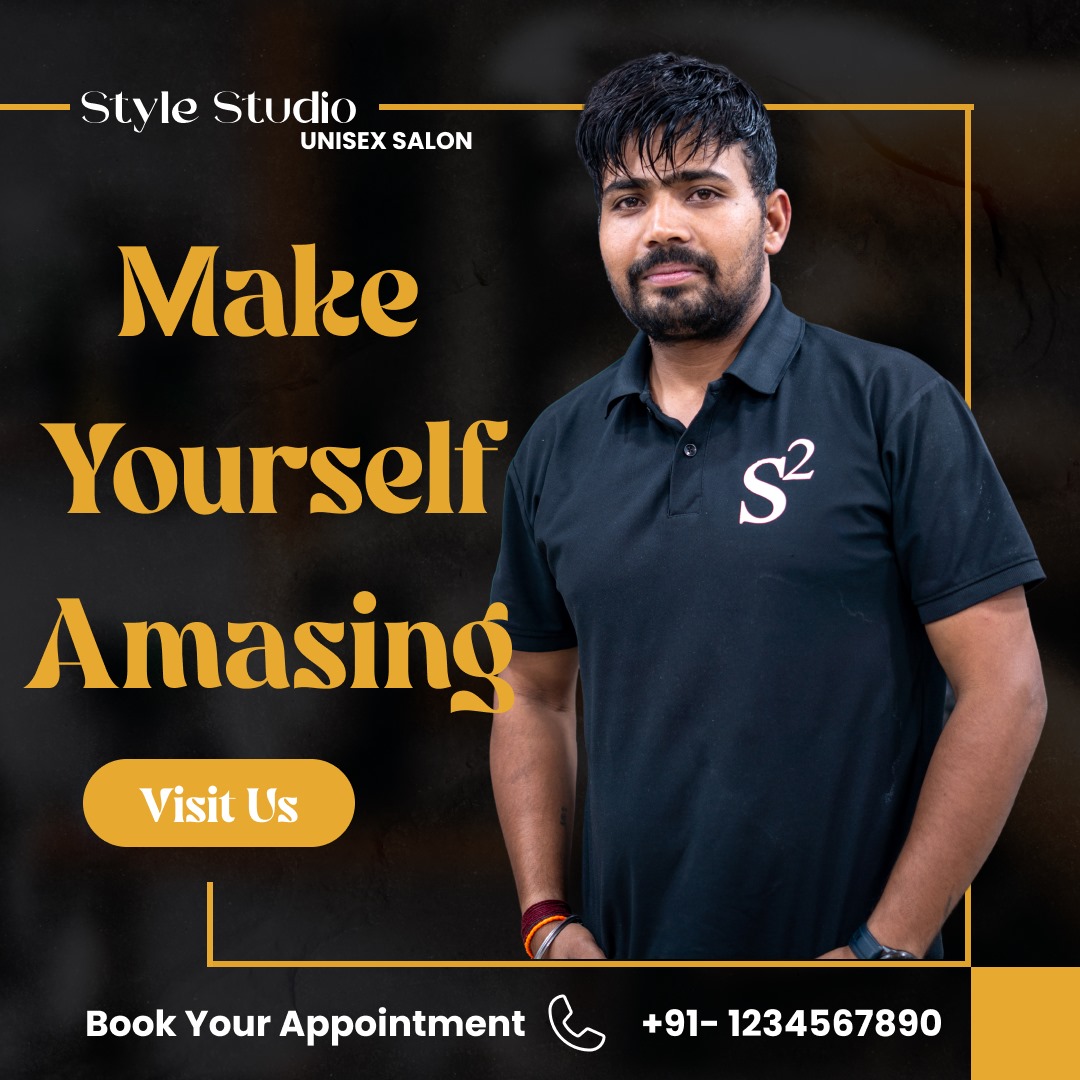 Style Studio
UNISEX SALON
Make
Yourself
Amasing
S²
Visit Us
Book Your Appointment +91- 1234567890